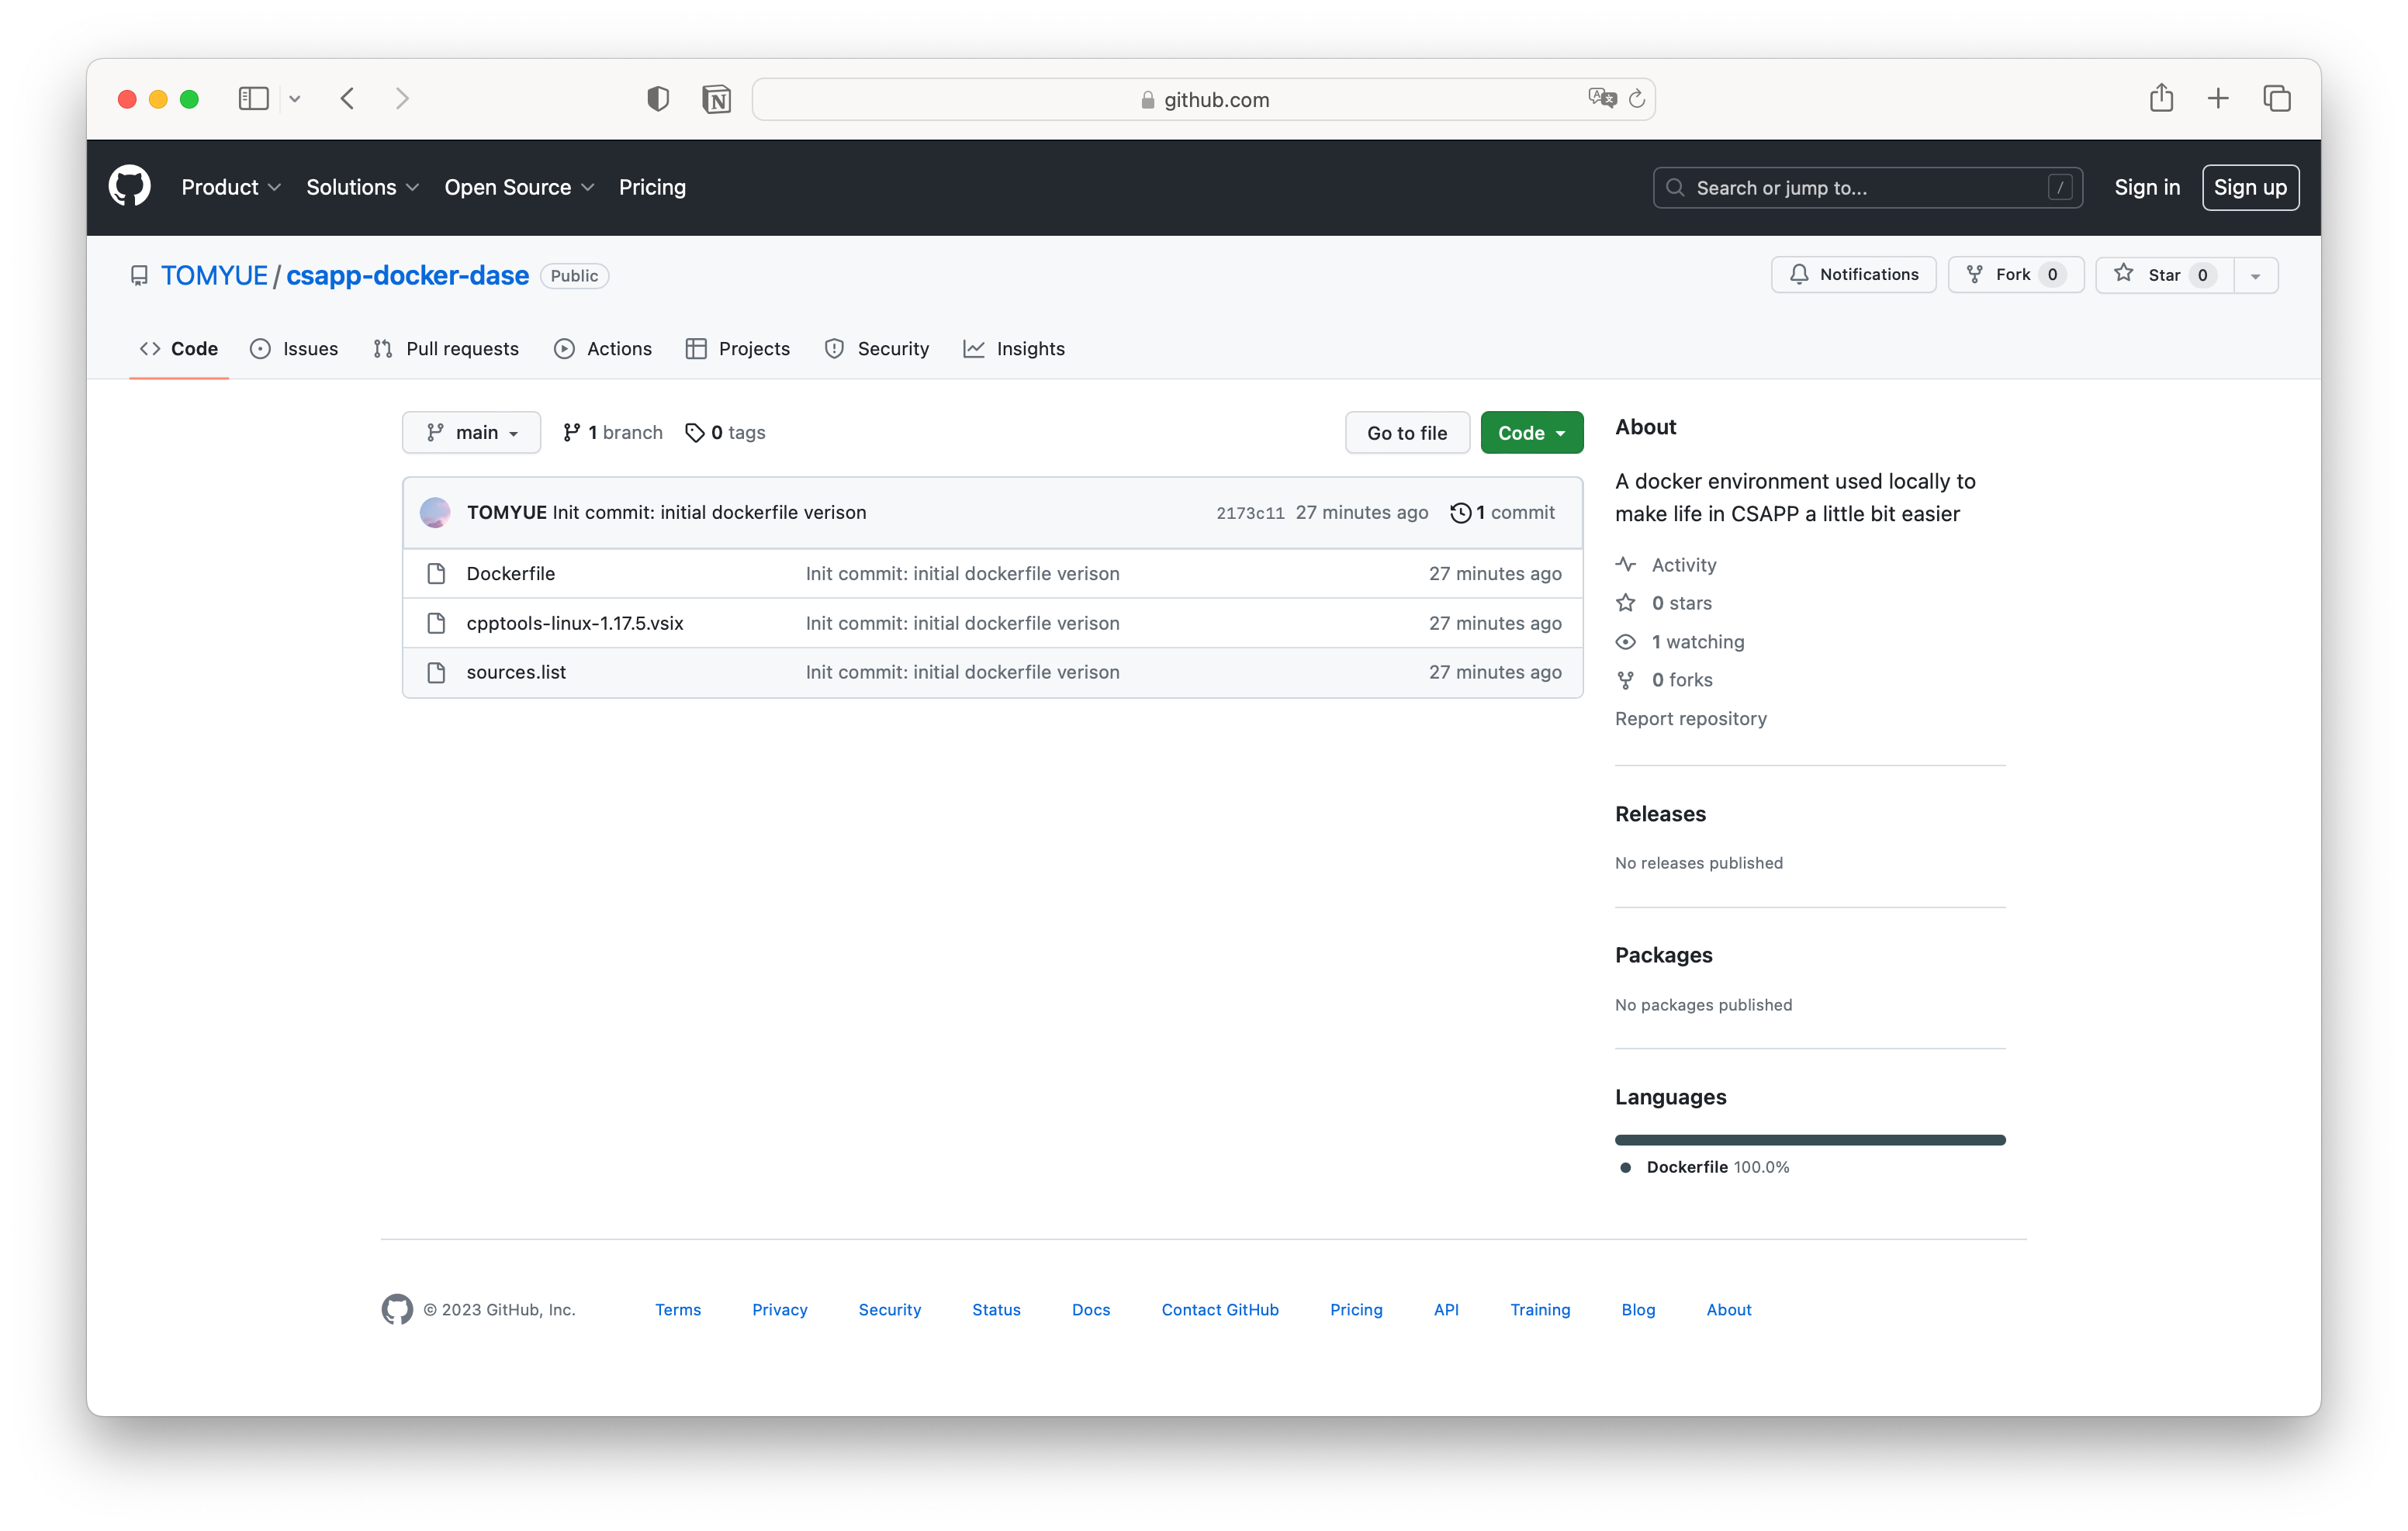 github.com
Product Solutions Open Source Pricing Search or jump to... / Sign in Sign up
TOMYUE / csapp-docker-dase Public Notifications Fork 0 Star 0
Code Issues Pull requests Actions Projects Security Insights
main 1 branch 0 tags Go to file Code
TOMYUE Init commit: initial dockerfile verison 2173c11 27 minutes ago 1 commit
Dockerfile Init commit: initial dockerfile verison 27 minutes ago
cpptools-linux-1.17.5.vsix Init commit: initial dockerfile verison 27 minutes ago
sources.list Init commit: initial dockerfile verison 27 minutes ago
About
A docker environment used locally to
make life in CSAPP a little bit easier
Activity
0 stars
1 watching
0 forks
Report repository
Releases
No releases published
Packages
No packages published
Languages
Dockerfile 100.0%
© 2023 GitHub, Inc. Terms Privacy Security Status Docs Contact GitHub Pricing API Training Blog About